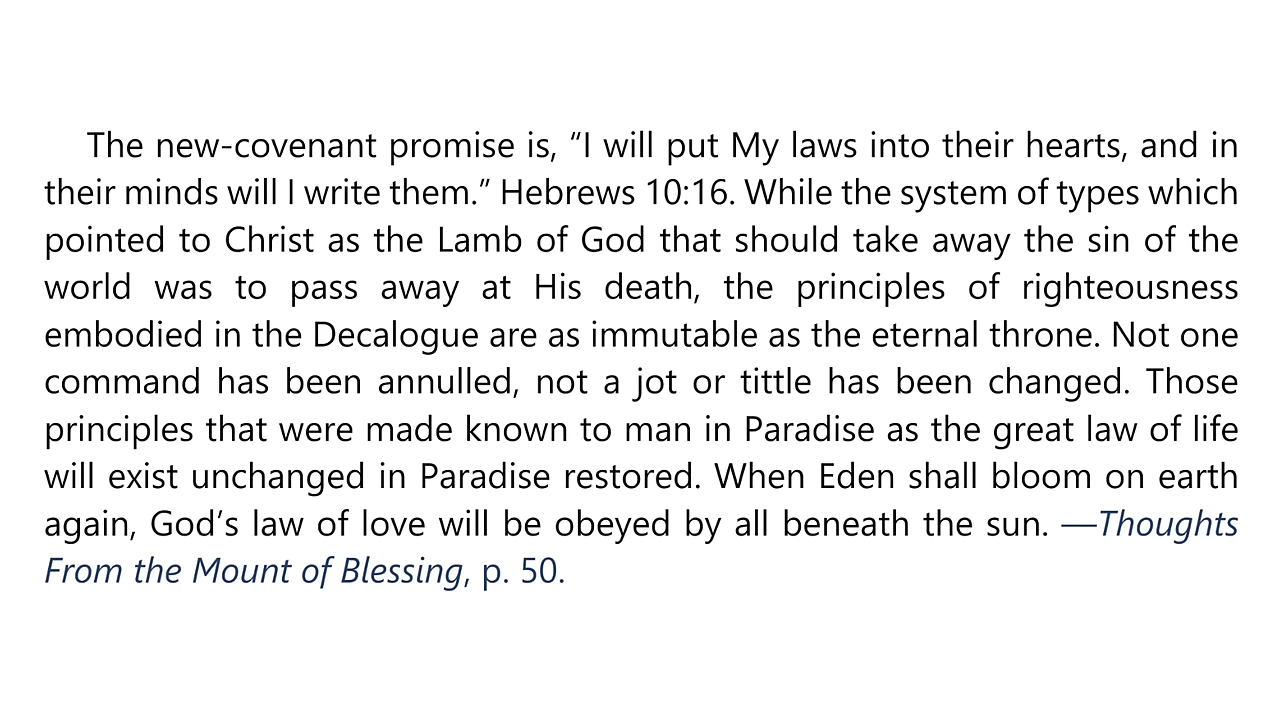 The new-covenant promise is, “I will put My laws into their hearts, and in
their minds will I write them.” Hebrews 10:16. While the system of types which
pointed to Christ as the Lamb of God that should take away the sin of the
world was to pass away at His death, the principles of righteousness
embodied in the Decalogue are as immutable as the eternal throne. Not one
command has been annulled, not a jot or tittle has been changed. Those
principles that were made known to man in Paradise as the great law of life
will exist unchanged in Paradise restored. When Eden shall bloom on earth
again, God’s law of love will be obeyed by all beneath the sun. —Thoughts
From the Mount of Blessing, p. 50.